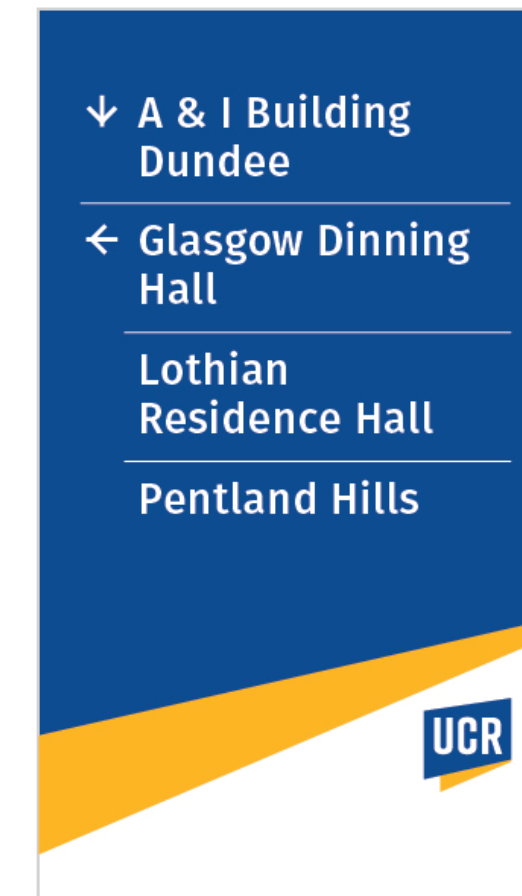 ↓ A & I Building
Dundee
← Glasgow Dinning
Hall
Lothian
Residence Hall
Pentland Hills
UCR